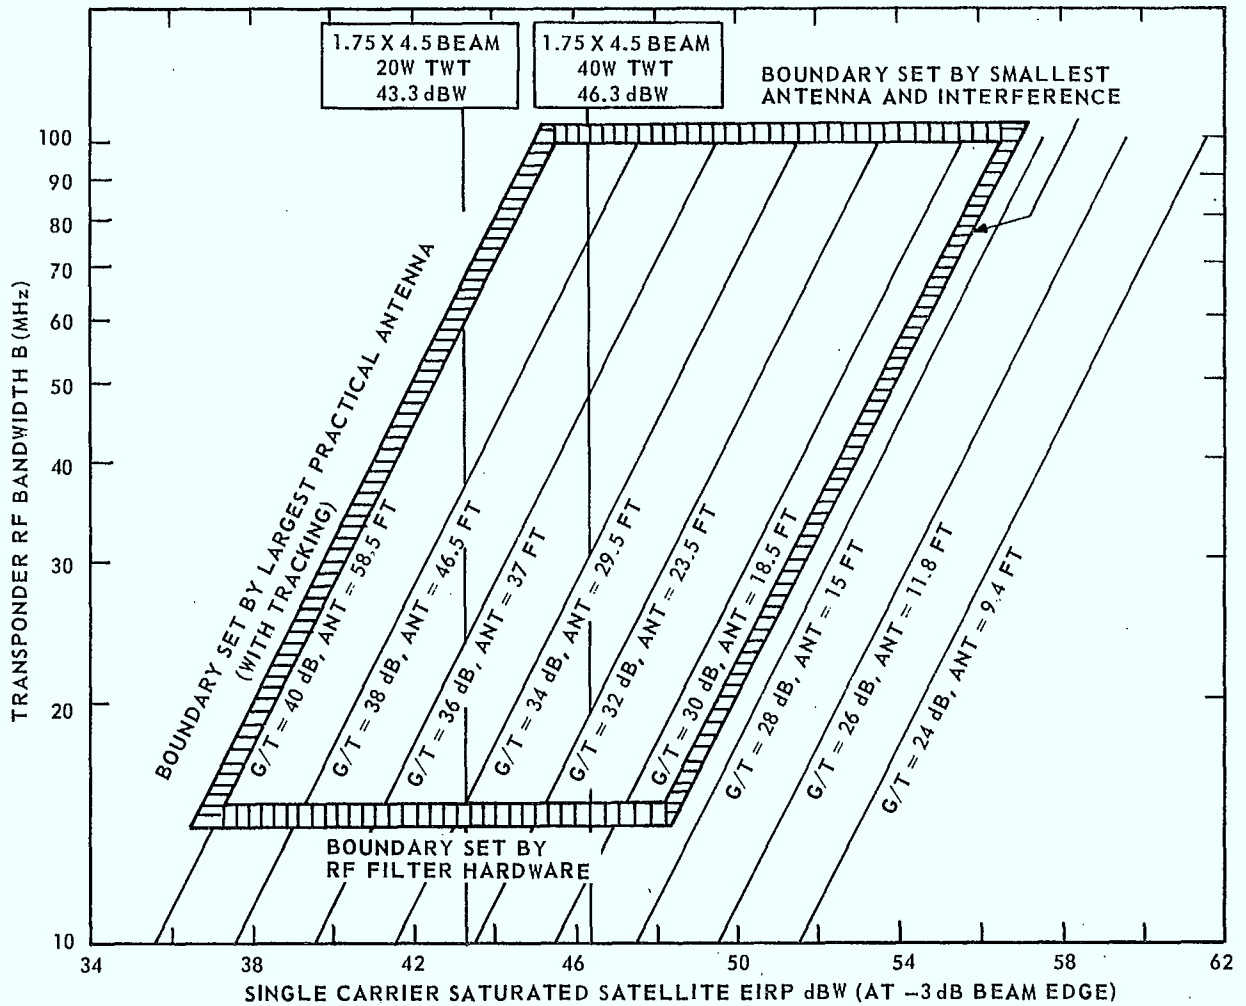 1.75 X 4.5 BEAM
20W TWT
43.3 dBW
1.75 X 4.5 BEAM
40W TWT
46.3 dBW
BOUNDARY SET BY SMALLEST
ANTENNA AND INTERFERENCE
TRANSPONDER RF BANDWIDTH B (MHz)
100
90
80
70
60
50
40
30
20
10
BOUNDARY SET BY LARGEST PRACTICAL ANTENNA
(WITH TRACKING)
G/T = 40 dB, ANT = 58.5 FT
G/T = 38 dB, ANT = 46.5 FT
G/T = 36 dB, ANT = 37 FT
G/T = 34 dB, ANT = 29.5 FT
G/T = 32 dB, ANT = 23.5 FT
G/T = 30 dB, ANT = 18.5 FT
G/T = 28 dB, ANT = 15 FT
G/T = 26 dB, ANT = 11.8 FT
G/T = 24 dB, ANT = 9.4 FT
BOUNDARY SET BY
RF FILTER HARDWARE
34 38 42 46 50 54 58 62
SINGLE CARRIER SATURATED SATELLITE EIRP dBW (AT -3dB BEAM EDGE)